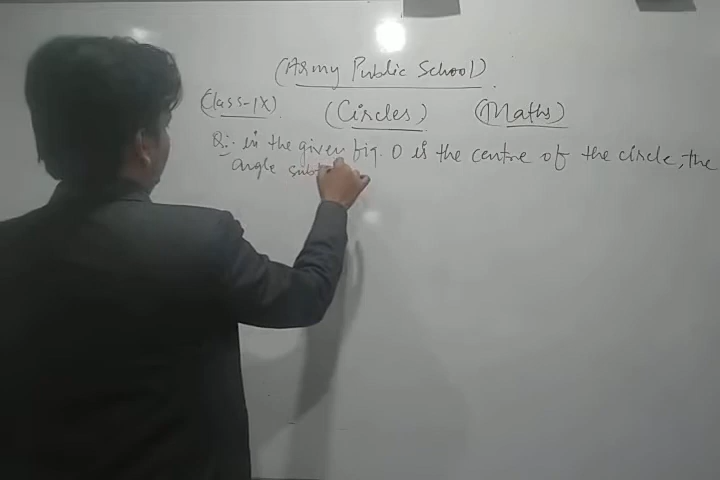 (Army Public School)
(Class-IX) (Circles) (Maths)
Q:- in the given fig. O is the centre of the circle, the
angle subt